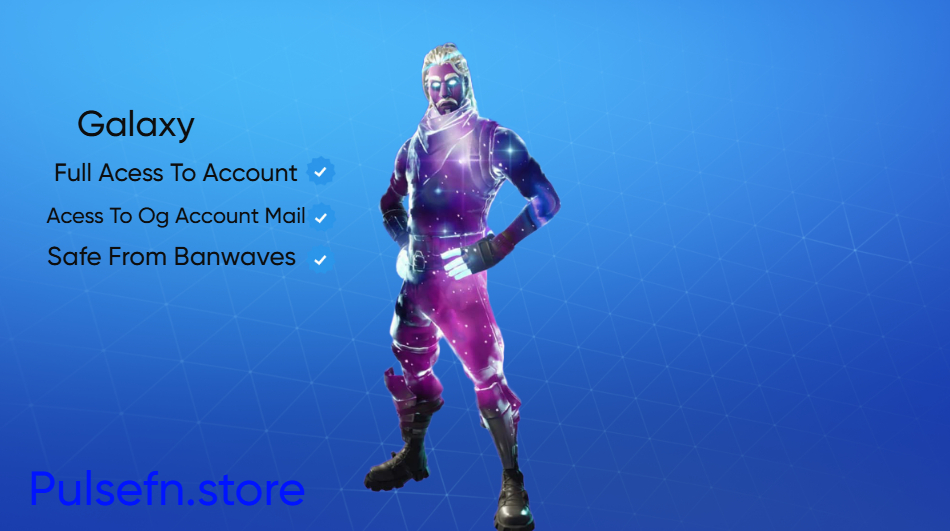 Galaxy
Full Acess To Account
Acess To Og Account Mail
Safe From Banwaves
Pulsefn.store